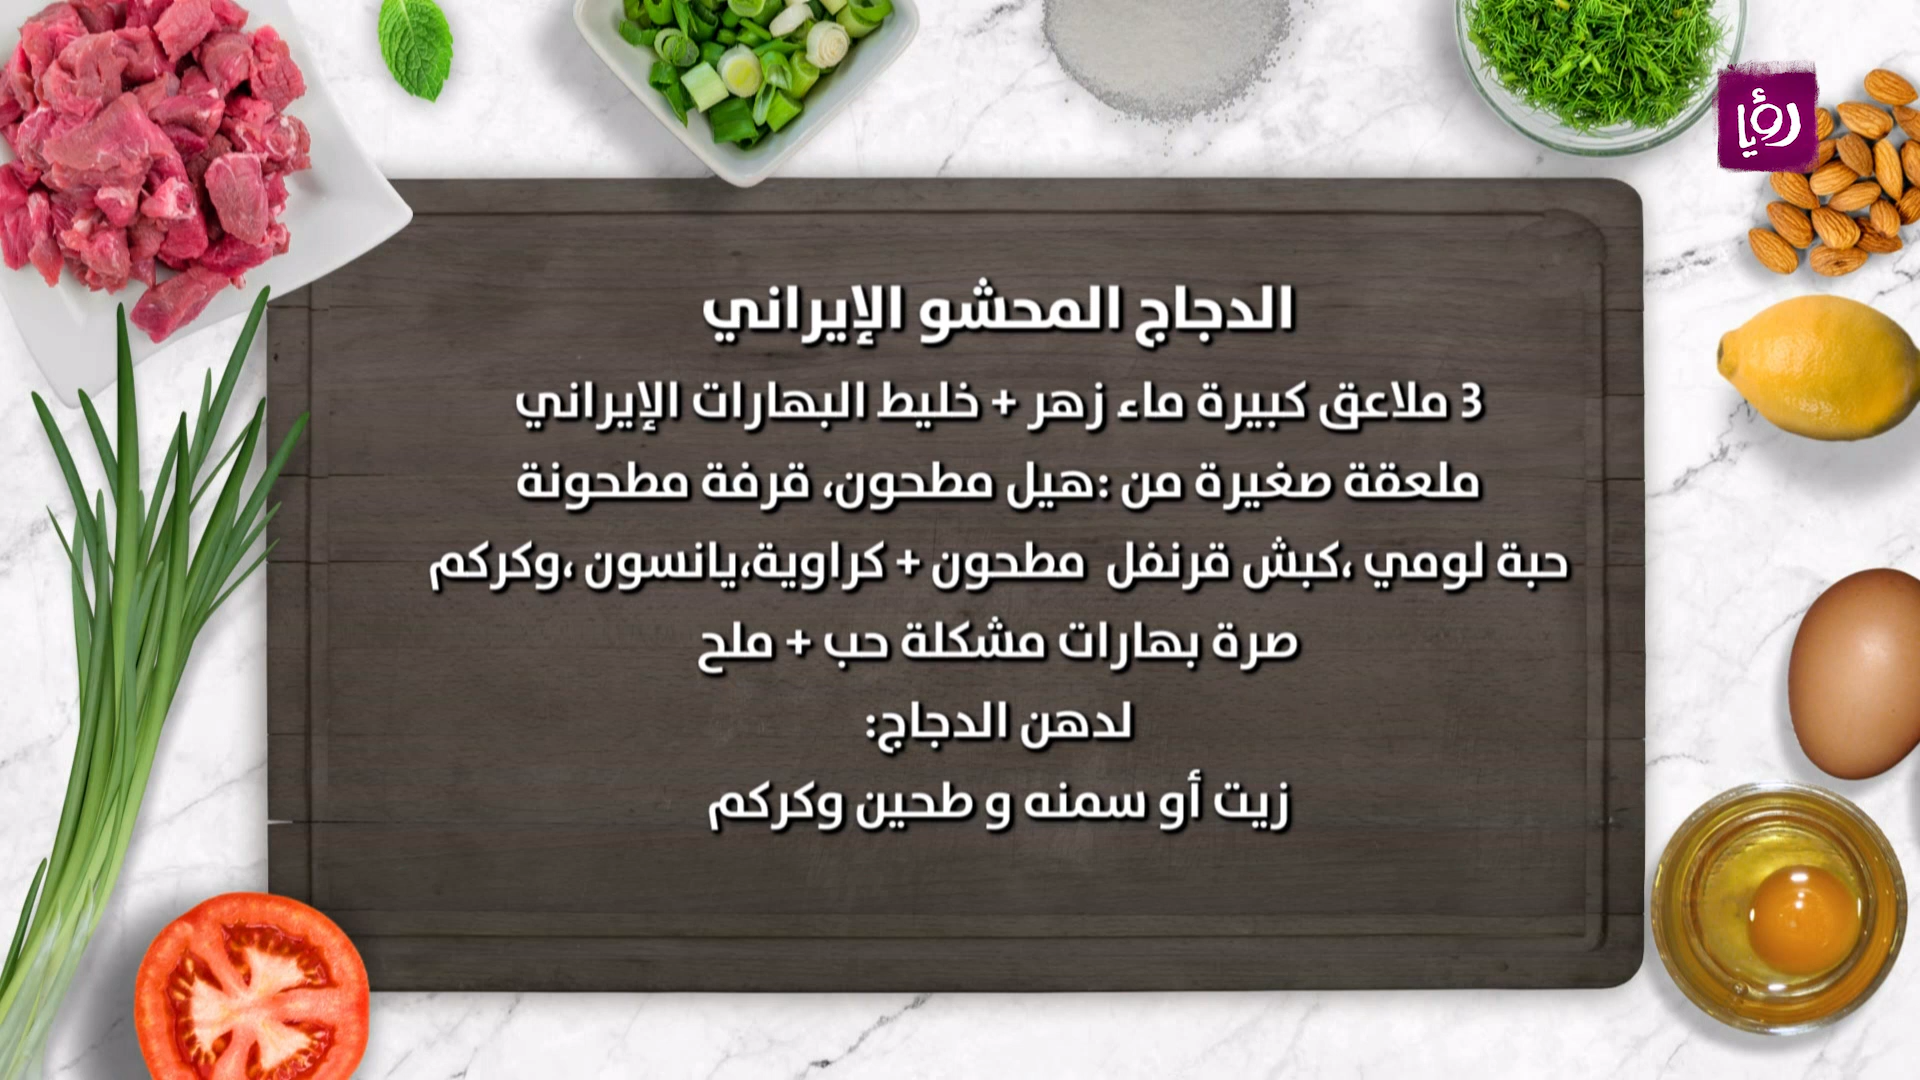 رؤيا
الدجاج المحشو الإيراني
3 ملاعق كبيرة ماء زهر + خليط البهارات الإيراني
ملعقة صغيرة من :هيل مطحون، قرفة مطحونة
حبة لومي ،كبش قرنفل  مطحون + كراوية،يانسون ،وكركم
صرة بهارات مشكلة حب + ملح
لدهن الدجاج:
زيت أو سمنه و طحين وكركم